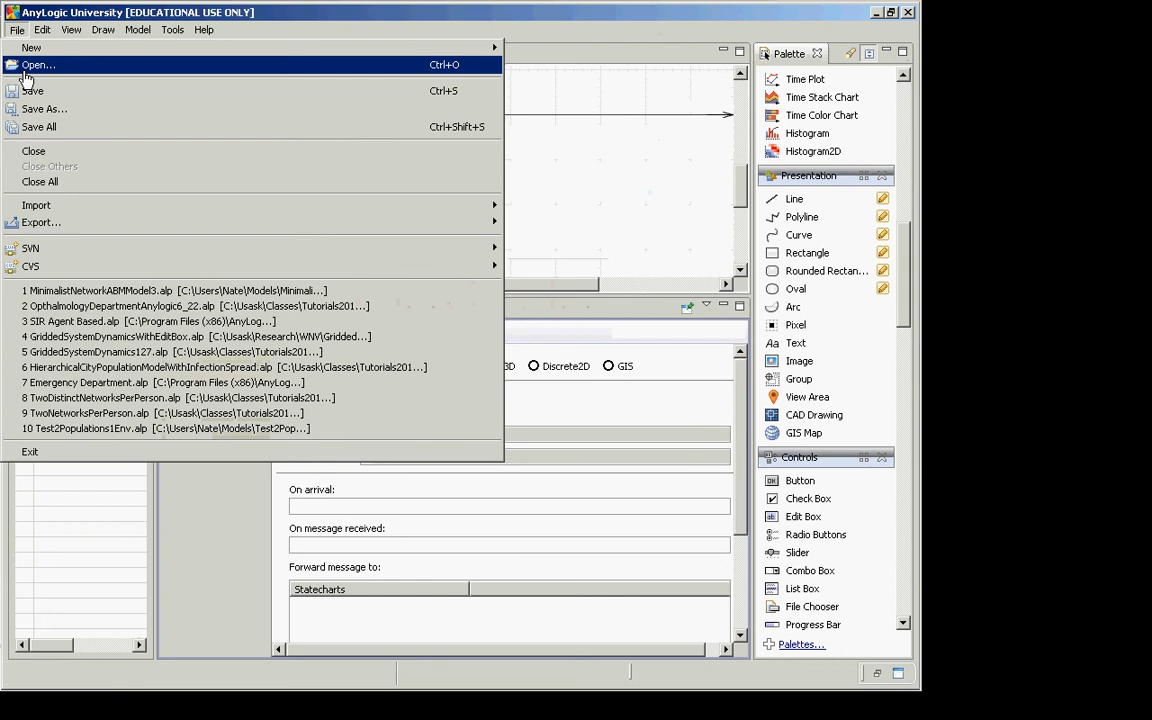 AnyLogic University [EDUCATIONAL USE ONLY]
File Edit View Draw Model Tools Help
New
Open... Ctrl+O
Save Ctrl+S
Save As...
Save All Ctrl+Shift+S
Close
Close Others
Close All
Import
Export...
SVN
CVS
1 MinimalistNetworkABMModel3.alp [C:\Users\Nate\Models\Minimali...]
2 OpthalmologyDepartmentAnylogic6_22.alp [C:\Usask\Classes\Tutorials201...]
3 SIR Agent Based.alp [C:\Program Files (x86)\AnyLog...]
4 GriddedSystemDynamicsWithEditBox.alp [C:\Usask\Research\WNV\Gridded...]
5 GriddedSystemDynamics127.alp [C:\Usask\Classes\Tutorials201...]
6 HierarchicalCityPopulationModelWithInfectionSpread.alp [C:\Usask\Classes\Tutorials201...]
7 Emergency Department.alp [C:\Program Files (x86)\AnyLog...]
8 TwoDistinctNetworksPerPerson.alp [C:\Usask\Classes\Tutorials201...]
9 TwoNetworksPerPerson.alp [C:\Usask\Classes\Tutorials201...]
10 Test2Populations1Env.alp [C:\Users\Nate\Models\Test2Pop...]
Exit
3D Discrete2D GIS
On arrival:
On message received:
Forward message to:
Statecharts
Palette
Time Plot
Time Stack Chart
Time Color Chart
Histogram
Histogram2D
Presentation
Line
Polyline
Curve
Rectangle
Rounded Rectan...
Oval
Arc
Pixel
Text
Image
Group
View Area
CAD Drawing
GIS Map
Controls
Button
Check Box
Edit Box
Radio Buttons
Slider
Combo Box
List Box
File Chooser
Progress Bar
Palettes...